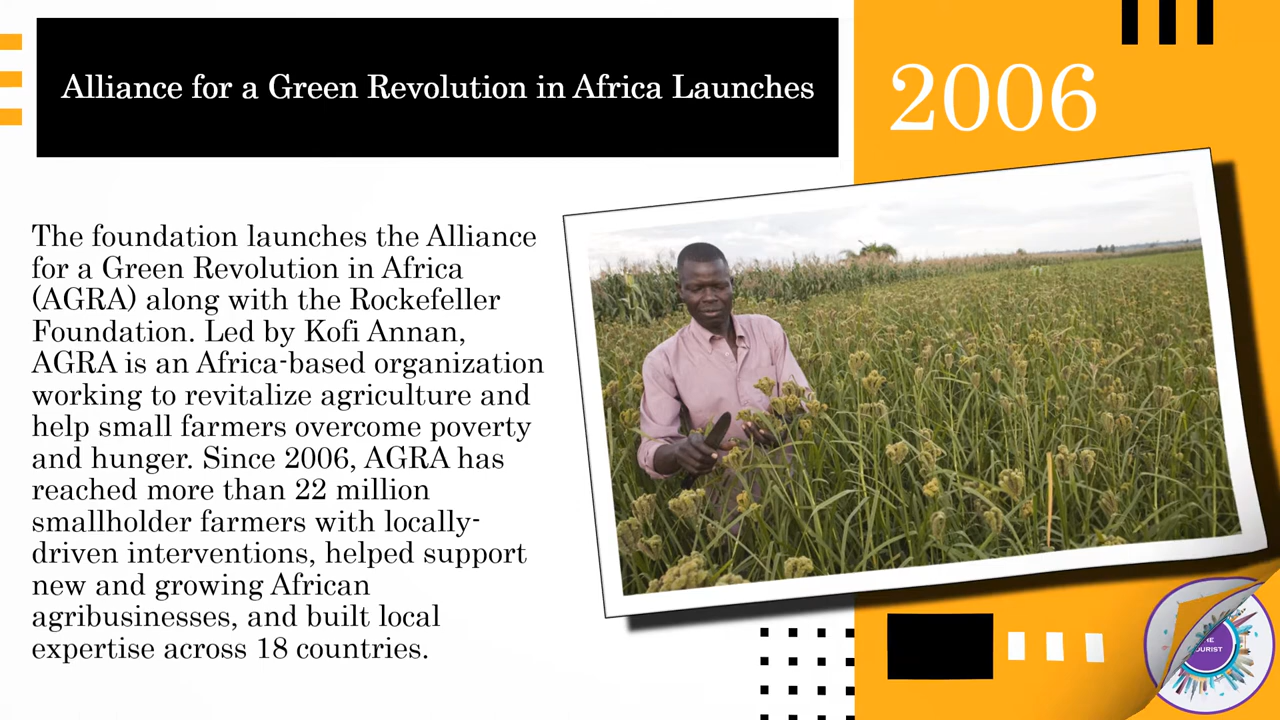 Alliance for a Green Revolution in Africa Launches
2006
The foundation launches the Alliance
for a Green Revolution in Africa
(AGRA) along with the Rockefeller
Foundation. Led by Kofi Annan,
AGRA is an Africa-based organization
working to revitalize agriculture and
help small farmers overcome poverty
and hunger. Since 2006, AGRA has
reached more than 22 million
smallholder farmers with locally-
driven interventions, helped support
new and growing African
agribusinesses, and built local
expertise across 18 countries.